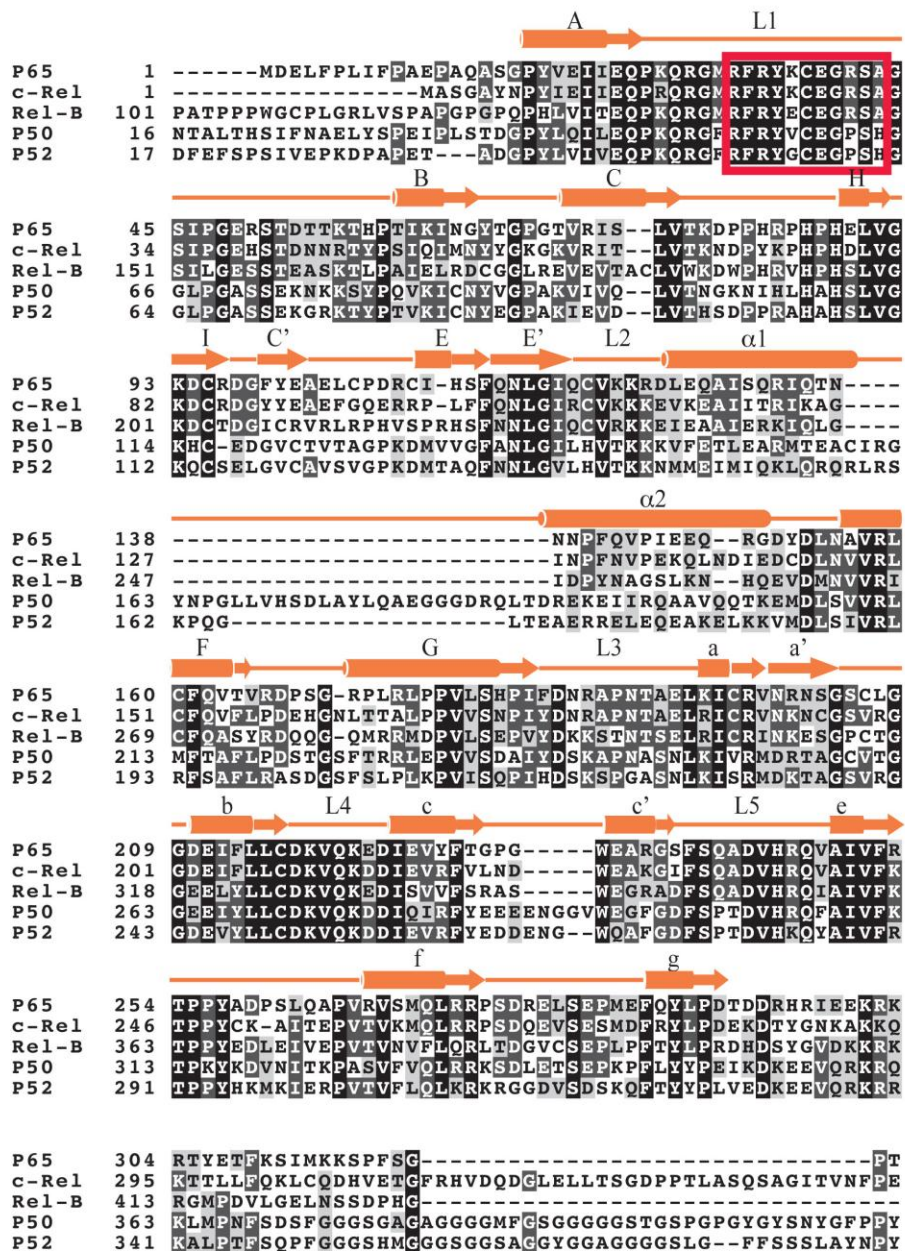 A L1
P65 1 -------MDELFPLIFPAEPAQASGPYVEIIEQPKQRGMRFRYKCEGRSAG
c-Rel 1 --------------------MASGAYNPYIEIIEQPRQRGMRFRYKCEGRSAG
Rel-B 101 PATPPPWGCPLGRLVSPAPGPGPQPHLVITEQPKQRGMRFRYECEGRSAG
P50 16 NTALTHSIFNAELYSPEIPLSTDGPYLQILEQPKQRGFRFRYVCEGPSHG
P52 17 DFEFSPSIVEPKDPAPET---ADGPYLVIVEQPKQRGFRFRYGCEGPSHG
B C H
P65 45 SIPGERSTDTTKTHPTIKINGYTGPGTVRIS--LVTKDPPHRPHPHELVG
c-Rel 34 SIPGEHSTDNNRTYPSIQIMNYYGKGKVRIT--LVTKNDPYKPHPHDLVG
Rel-B 151 SILGESSTEASKTLPAIELRDCGGLREVEVTACLVWKDWPHRVHPHSLVG
P50 66 GLPGASSEKNKKSYPQVKICNYVGPAKVIVQ--LVTNGKNIHLHAHSLVG
P52 64 GLPGASSEKGRKTYPTVKICNYEGPAKIEVD--LVTHSDPPRAHAHSLVG
I C' E E' L2 α1
P65 93 KDCRDGFYEAELCPDRCI-HSFQNLGIQCVKKRDLEQAISQRIQTN----
c-Rel 82 KDCRDGYYEAEFGQERRP-LFFQNLGIRCVKKKEVKEAIITRIKAG----
Rel-B 201 KDCTDGICRVRLRPHVSPRHSFNNLGIQCVRKKEIEAAIERKIQLG----
P50 114 KHC-EDGVCTVTAGPKDMVVGFANLGILHVTKKKVFETLEARMTEACIRG
P52 112 KQCSELGVCAVSVGPKDMTAQFNNLGVLHVTKKNMMEIMIQKLQRQRLRS
α2
P65 138 --------------------------NNPFQVPIEEQ--RGDYDLNAVRL
c-Rel 127 --------------------------INPFNVPEKQLNDIEDCDLNVVRL
Rel-B 247 --------------------------IDPYNAGSLKN--HQEVDMNVVRI
P50 163 YNPGLLVHSDLAYLQAEGGGDRQLTDREKEIIRQAAVQQTKEMDLSVVRL
P52 162 KPQG-------------------LTEAERRELEQEAKELKKVMDLSIVRL
F G L3 a a'
P65 160 CFQVTVRDPSG-RPLRLPPVLSHPIFDNRAPNTAELKICRVNRNSGSCLG
c-Rel 151 CFQVFLPDEHGNLTTALPPVVSNPIYDNRAPNTAELRICRVNKNCGSVRG
Rel-B 269 CFQASYRDQQG-QMRRMDPVLSEPVYDKKSTNTSELRICRINKESGPCTG
P50 213 MFTAFLPDSTGSFTRRLEPVVSDAIYDSKAPNASNLKIVRMDRTAGCVTG
P52 193 RFSAFLRASDGSFSLPLKPVISQPIHDSKSPGASNLKISRMDKTAGSVRG
b L4 c c' L5 e
P65 209 GDEIFLLCDKVQKEDIEVYFTGPG-----WEARGSFSQADVHRQVAIVFR
c-Rel 201 GDEIFLLCDKVQKDDIEVRFVLND-----WEAKGIFSQADVHRQVAIVFK
Rel-B 318 GEELYLLCDKVQKEDISVVFSRAS-----WEGRADFSQADVHRQIAIVFK
P50 263 GEEIYLLCDKVQKDDIQIRFYEEEENGGVWEGFGDFSPTDVHRQFAIVFK
P52 243 GDEVYLLCDKVQKDDIEVRFYEDDENG--WQAFGDFSPTDVHKQYAIVFR
f g
P65 254 TPPYADPSLQAPVRVSMQLRRPSDRELSEPMEFQYLPDTDDRHRIEEKRK
c-Rel 246 TPPYCK-AITEPVTVKMQLRRPSDQEVSESMDFRYLPDEKDTYGNKAKKQ
Rel-B 363 TPPYEDLEIVEPVTVNVFLQRLTDGVCSEPLPFTYLPRDHDSYGVDKKRK
P50 313 TPKYKDVNITKPASVFVQLRRKSDLETSEPKPFLYYPEIKDKEEVQRKRQ
P52 291 TPPYHKMKIERPVTVFLQLKRKRGGDVSDSKQFTYYPLVEDKEEVQRKRR
P65 304 RTYETFKSIMKKSPFSG-------------------------------PT
c-Rel 295 KTTLLFQKLCQDHVETGFRHVDQDGLELLTSGDPPTLASQSAGITVNFPE
Rel-B 413 RGMPDVLGELNSSDPHG---------------------------------
P50 363 KLMPNFSDSFGGGSGAGAGGGGMFGSGGGGGGTGSTGPGYGYSNYGFPPY
P52 341 KALPTFSQPFGGGSHMGGGSGGSAGGYGGAGGGGSLG-FFSSSLAYNPY